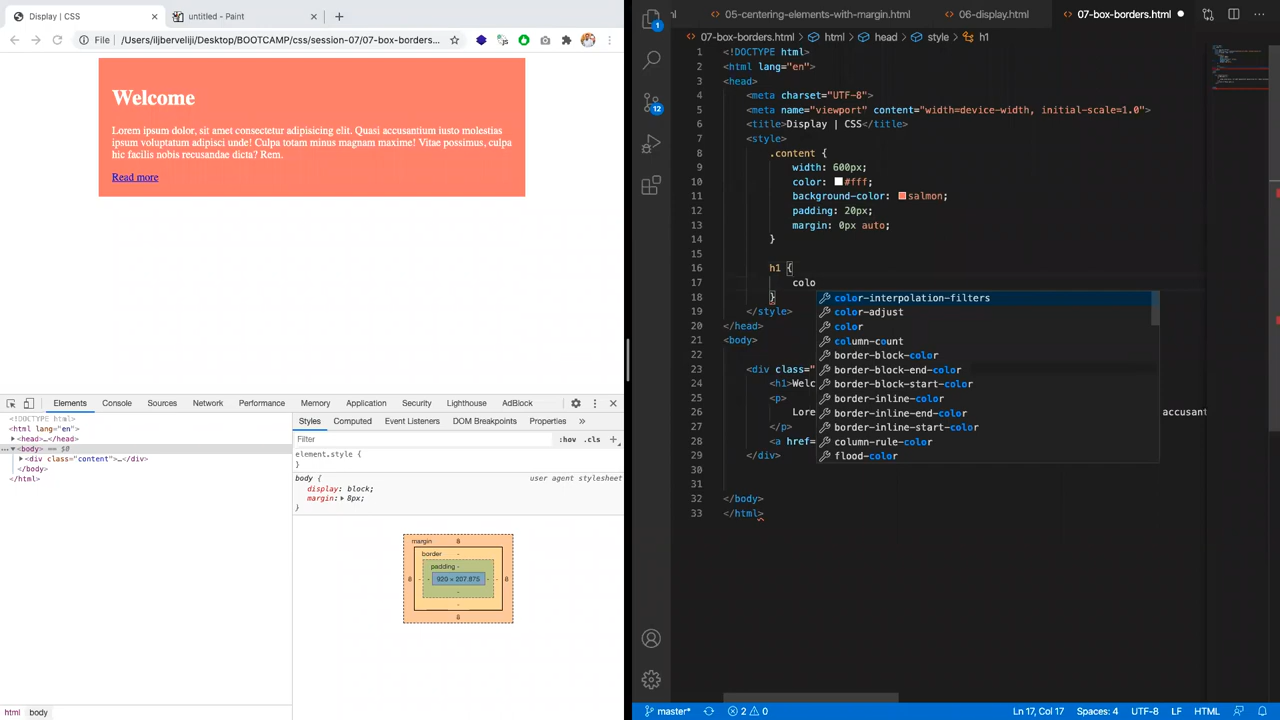 Display | CSS
untitled - Paint
File
/Users/iljberveliji/Desktop/BOOTCAMP/css/session-07/07-box-borders...
Welcome
Lorem ipsum dolor, sit amet consectetur adipisicing elit. Quasi accusantium iusto molestias
ipsum voluptatum adipisci unde! Culpa totam minus magnam maxime! Vitae possimus, culpa
hic facilis nobis recusandae dicta? Rem.
Read more
Elements Console Sources Network Performance Memory Application Security Lighthouse AdBlock
<!DOCTYPE html>
<html lang="en">
<head>…</head>
… <body> == $0
<div class="content">…</div>
</body>
</html>
Styles Computed Event Listeners DOM Breakpoints Properties »
Filter
:hov .cls +
element.style {
}
body { user agent stylesheet
display: block;
margin: 8px;
}
margin 8
border -
padding -
8 - - 920 × 207.875 - - 8
-
-
8
html body
05-centering-elements-with-margin.html
06-display.html
07-box-borders.html
07-box-borders.html > html > head > style > h1
1 <!DOCTYPE html>
2 <html lang="en">
3 <head>
4 <meta charset="UTF-8">
5 <meta name="viewport" content="width=device-width, initial-scale=1.0">
6 <title>Display | CSS</title>
7 <style>
8 .content {
9 width: 600px;
10 color: #fff;
11 background-color: salmon;
12 padding: 20px;
13 margin: 0px auto;
14 }
15
16 h1 {
17 colo
18 }
19 </style>
20 </head>
21 <body>
22
23 <div class="
24 <h1>Welc
25 <p>
26 Lore accusant
27 </p>
28 <a href=
29 </div>
30
31
32 </body>
33 </html>
color-interpolation-filters
color-adjust
color
column-count
border-block-color
border-block-end-color
border-block-start-color
border-inline-color
border-inline-end-color
border-inline-start-color
column-rule-color
flood-color
1
12
master* 2 0 Ln 17, Col 17 Spaces: 4 UTF-8 LF HTML